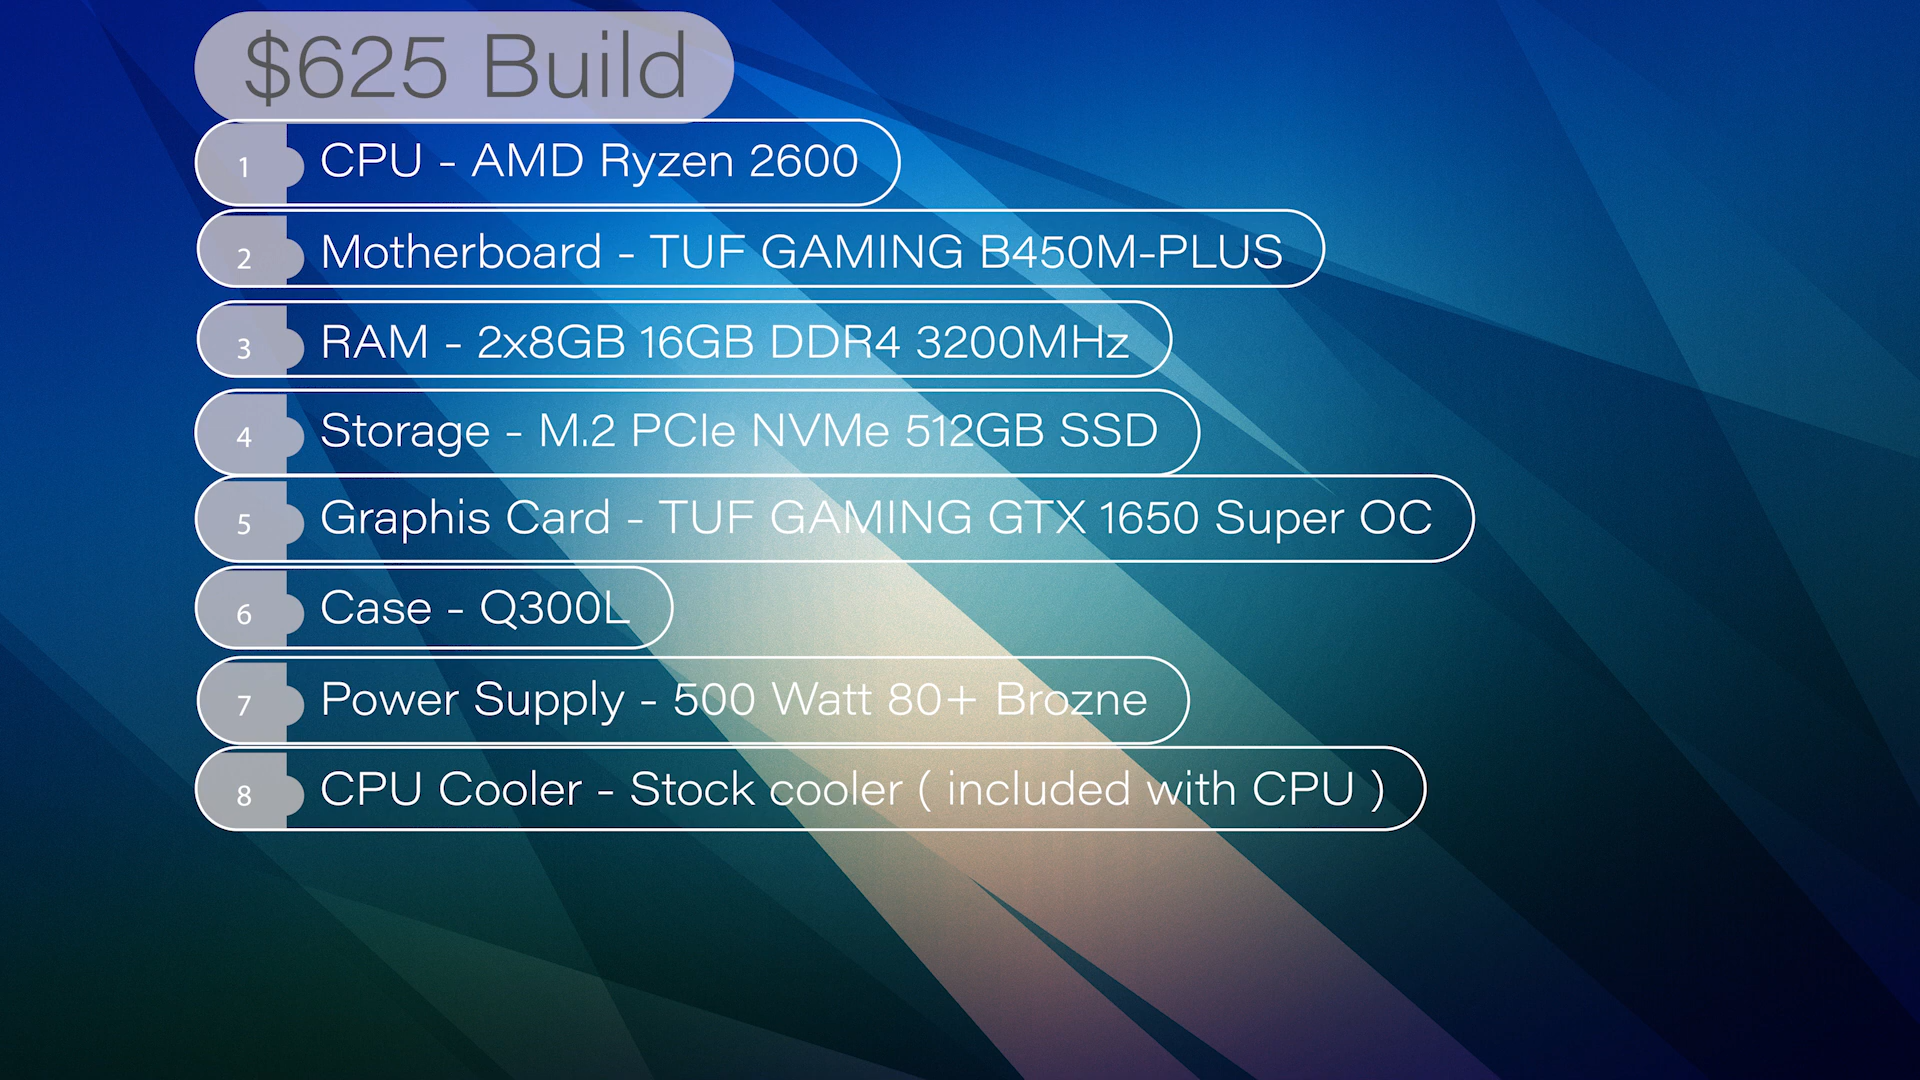 $625 Build
1 CPU - AMD Ryzen 2600
2 Motherboard - TUF GAMING B450M-PLUS
3 RAM - 2x8GB 16GB DDR4 3200MHz
4 Storage - M.2 PCIe NVMe 512GB SSD
5 Graphis Card - TUF GAMING GTX 1650 Super OC
6 Case - Q300L
7 Power Supply - 500 Watt 80+ Brozne
8 CPU Cooler - Stock cooler ( included with CPU )